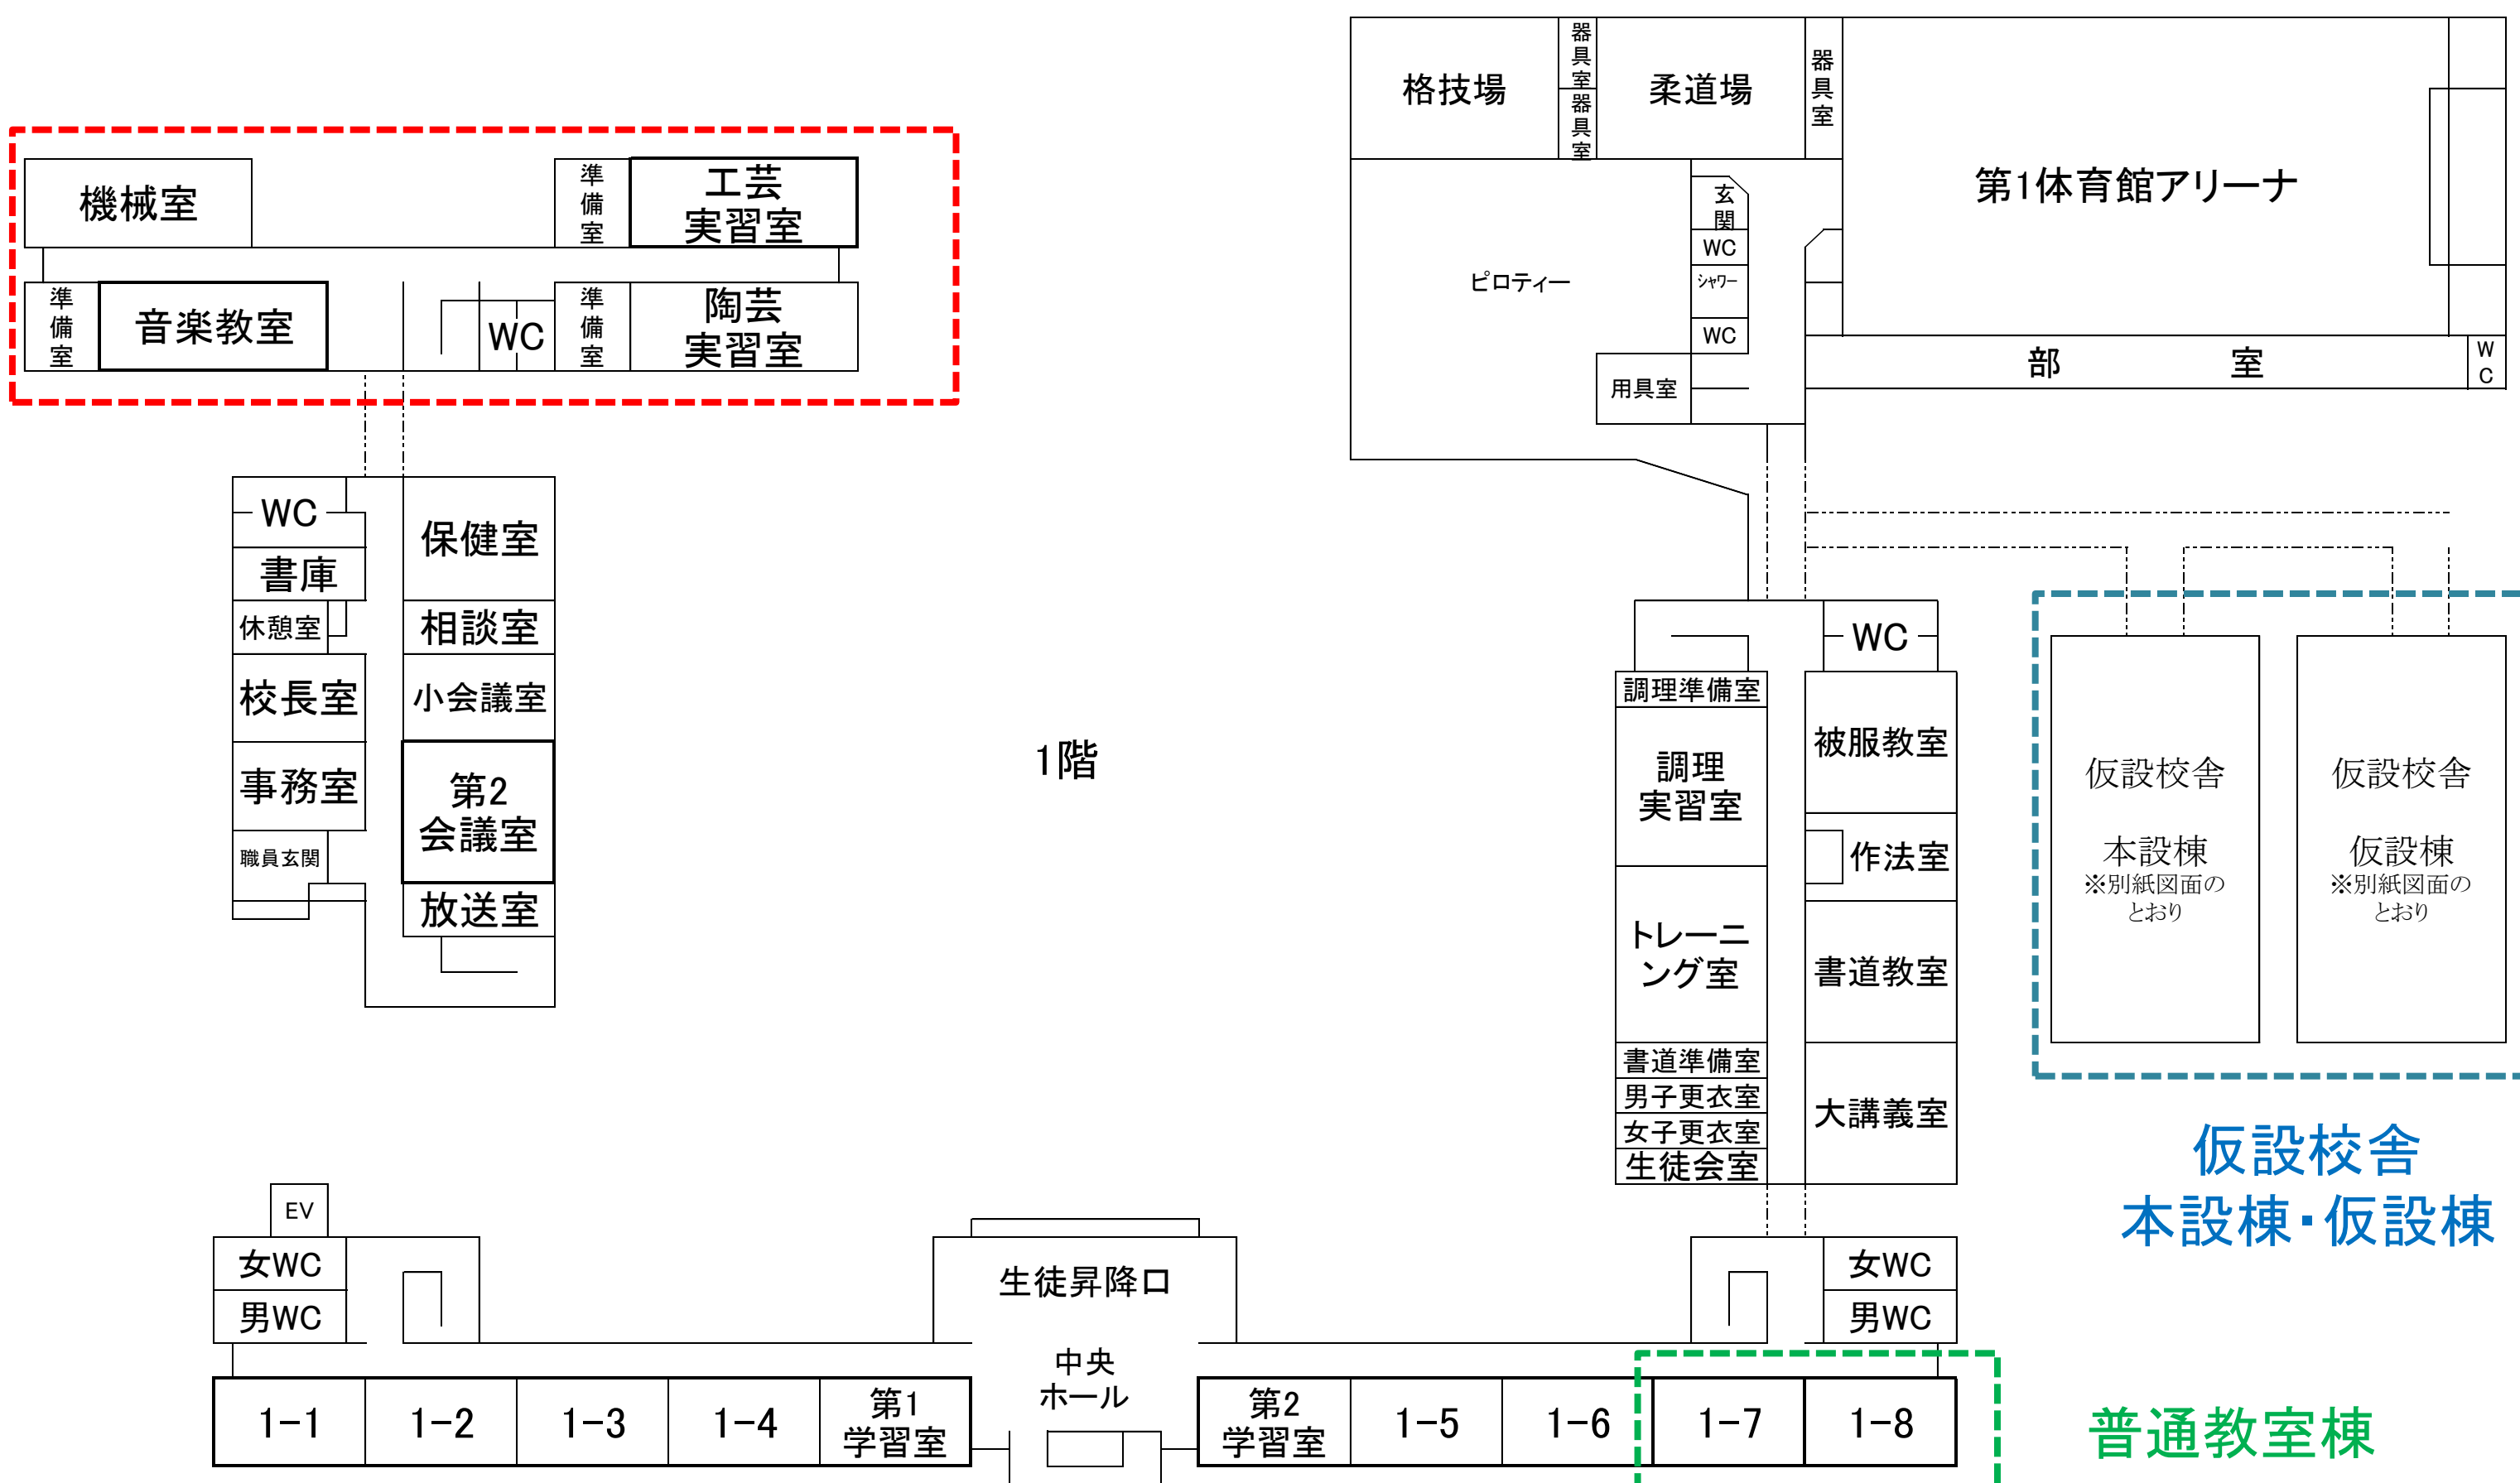 格技場
器具室
器具室
柔道場
器具室
第1体育館アリーナ
機械室
準備室
工芸
実習室
準備室
音楽教室
WC
準備室
陶芸
実習室
玄関
WC
ピロティー
シャワー
WC
用具室
部室
WC
WC
保健室
書庫
休憩室
相談室
校長室
小会議室
事務室
第2
会議室
職員玄関
放送室
1階
WC
調理準備室
被服教室
調理
実習室
作法室
トレーニ
ング室
書道教室
書道準備室
男子更衣室
女子更衣室
生徒会室
大講義室
仮設校舎
本設棟
※別紙図面の
とおり
仮設校舎
仮設棟
※別紙図面の
とおり
仮設校舎
本設棟・仮設棟
EV
女WC
男WC
生徒昇降口
中央
ホール
女WC
男WC
1-1
1-2
1-3
1-4
第1
学習室
第2
学習室
1-5
1-6
1-7
1-8
普通教室棟